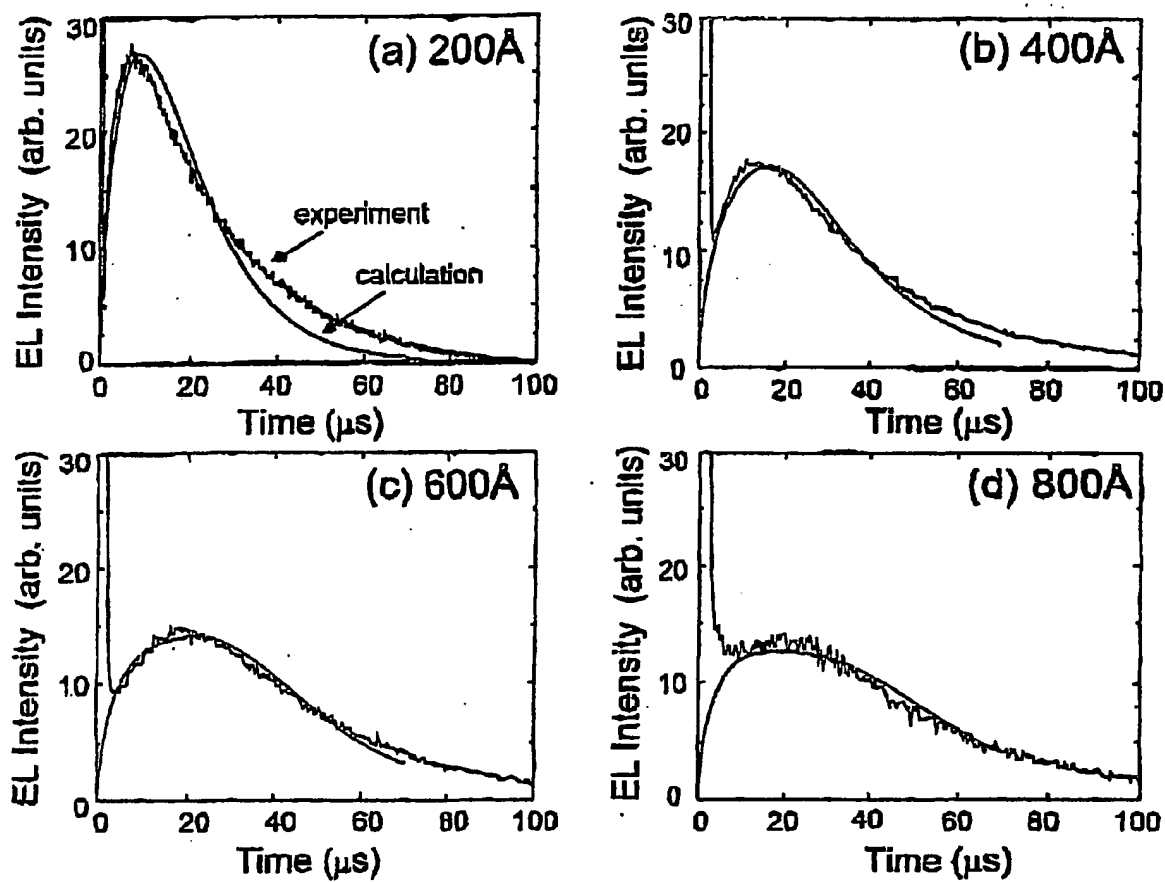 (a) 200Å
EL Intensity (arb. units)
30
20
10
0
experiment
calculation
0 20 40 60 80 100
Time (μs)
(b) 400Å
EL Intensity (arb. units)
30
20
10
0
0 20 40 60 80 100
Time (μs)
(c) 600Å
EL Intensity (arb. units)
30
20
10
0
0 20 40 60 80 100
Time (μs)
(d) 800Å
EL Intensity (arb. units)
30
20
10
0
0 20 40 60 80 100
Time (μs)